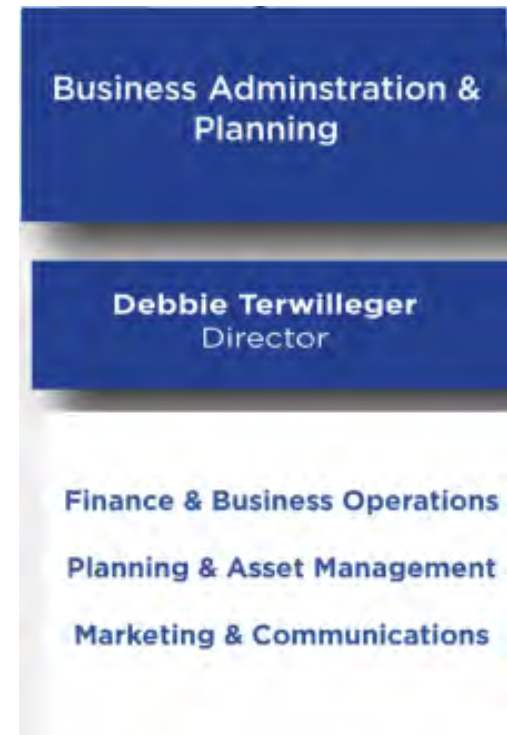 Business Adminstration &
Planning
Debbie Terwilleger
Director
Finance & Business Operations
Planning & Asset Management
Marketing & Communications